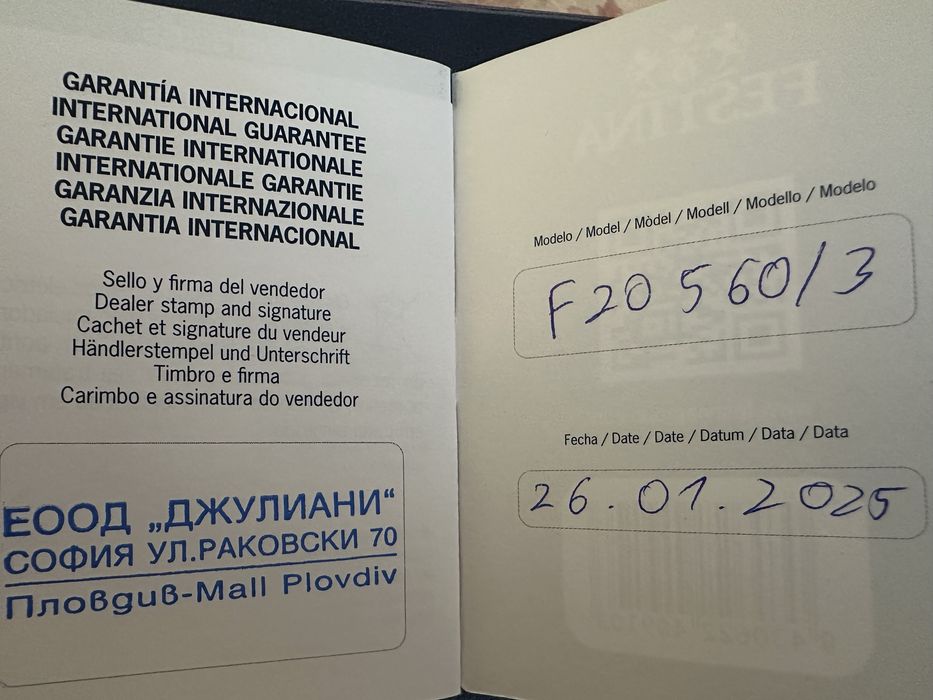 GARANTÍA INTERNACIONAL
INTERNATIONAL GUARANTEE
GARANTIE INTERNATIONALE
INTERNATIONALE GARANTIE
GARANZIA INTERNAZIONALE
GARANTIA INTERNACIONAL
Sello y firma del vendedor
Dealer stamp and signature
Cachet et signature du vendeur
Händlerstempel und Unterschrift
Timbro e firma
Carimbo e assinatura do vendedor
ЕООД „ДЖУЛИАНИ“
СОФИЯ УЛ.РАКОВСКИ 70
Пловдив-Mall Plovdiv
FESTINA
Modelo / Model / Mòdel / Modell / Modello / Modelo
F20560/3
Fecha / Date / Date / Datum / Data / Data
26.01.2025